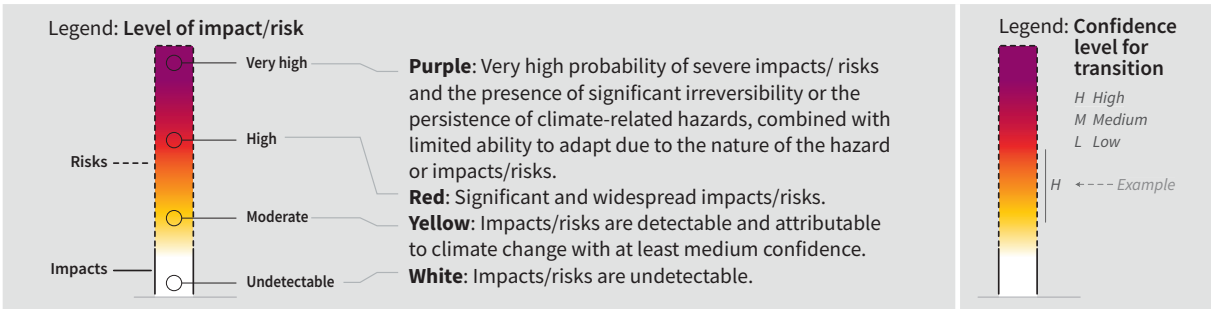 Legend: Level of impact/risk
Very high
High
Risks
Moderate
Impacts
Undetectable
Purple: Very high probability of severe impacts/ risks
and the presence of significant irreversibility or the
persistence of climate-related hazards, combined with
limited ability to adapt due to the nature of the hazard
or impacts/risks.
Red: Significant and widespread impacts/risks.
Yellow: Impacts/risks are detectable and attributable
to climate change with at least medium confidence.
White: Impacts/risks are undetectable.
Legend: Confidence
level for
transition
H High
M Medium
L Low
H Example